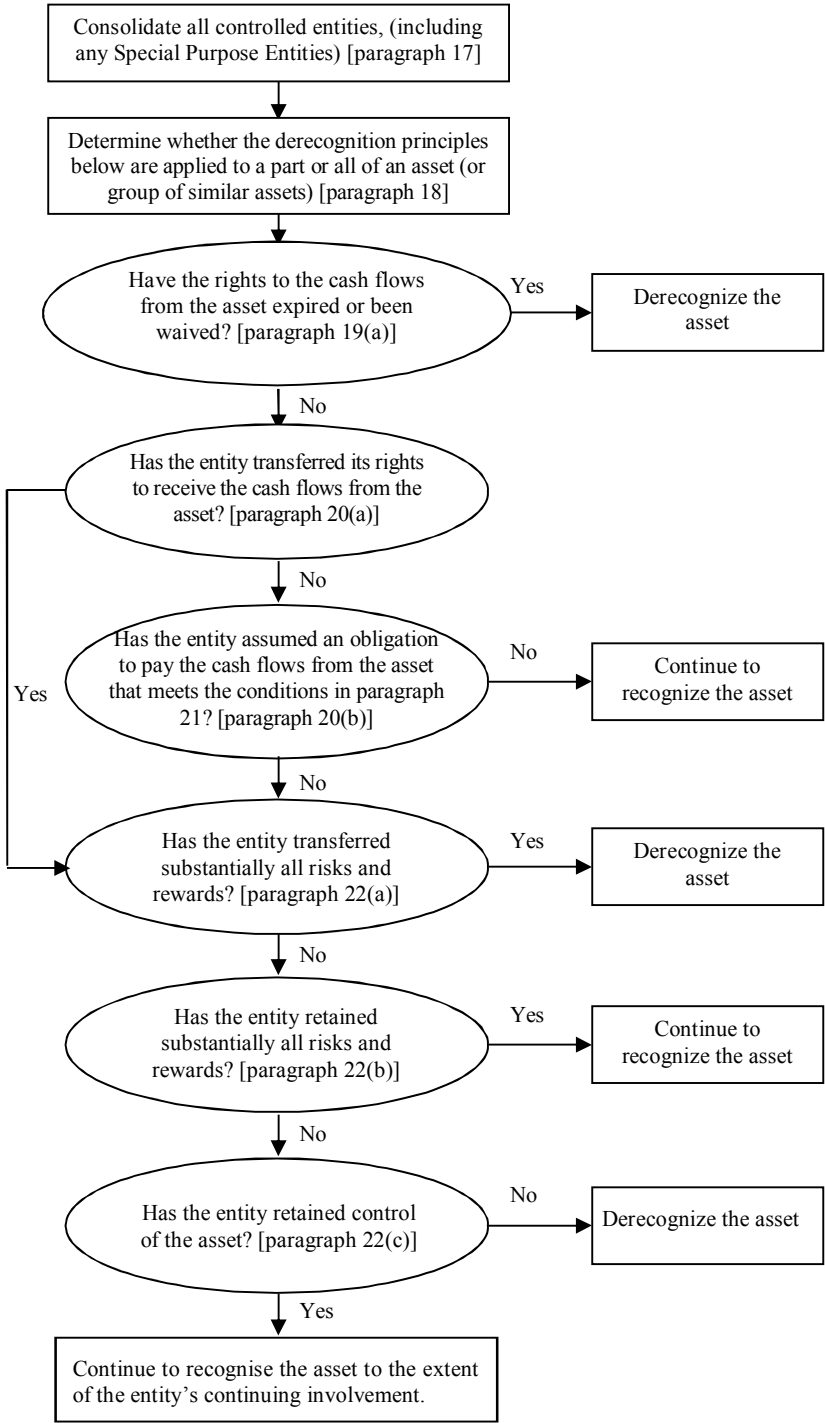 Consolidate all controlled entities, (including
any Special Purpose Entities) [paragraph 17]
Determine whether the derecognition principles
below are applied to a part or all of an asset (or
group of similar assets) [paragraph 18]
Have the rights to the cash flows
from the asset expired or been
waived? [paragraph 19(a)]
Yes
Derecognize the
asset
No
Has the entity transferred its rights
to receive the cash flows from the
asset? [paragraph 20(a)]
No
Has the entity assumed an obligation
to pay the cash flows from the asset
that meets the conditions in paragraph
21? [paragraph 20(b)]
No
Continue to
recognize the asset
Yes
No
Has the entity transferred
substantially all risks and
rewards? [paragraph 22(a)]
Yes
Derecognize the
asset
No
Has the entity retained
substantially all risks and
rewards? [paragraph 22(b)]
Yes
Continue to
recognize the asset
No
Has the entity retained control
of the asset? [paragraph 22(c)]
No
Derecognize the asset
Yes
Continue to recognise the asset to the extent
of the entity’s continuing involvement.